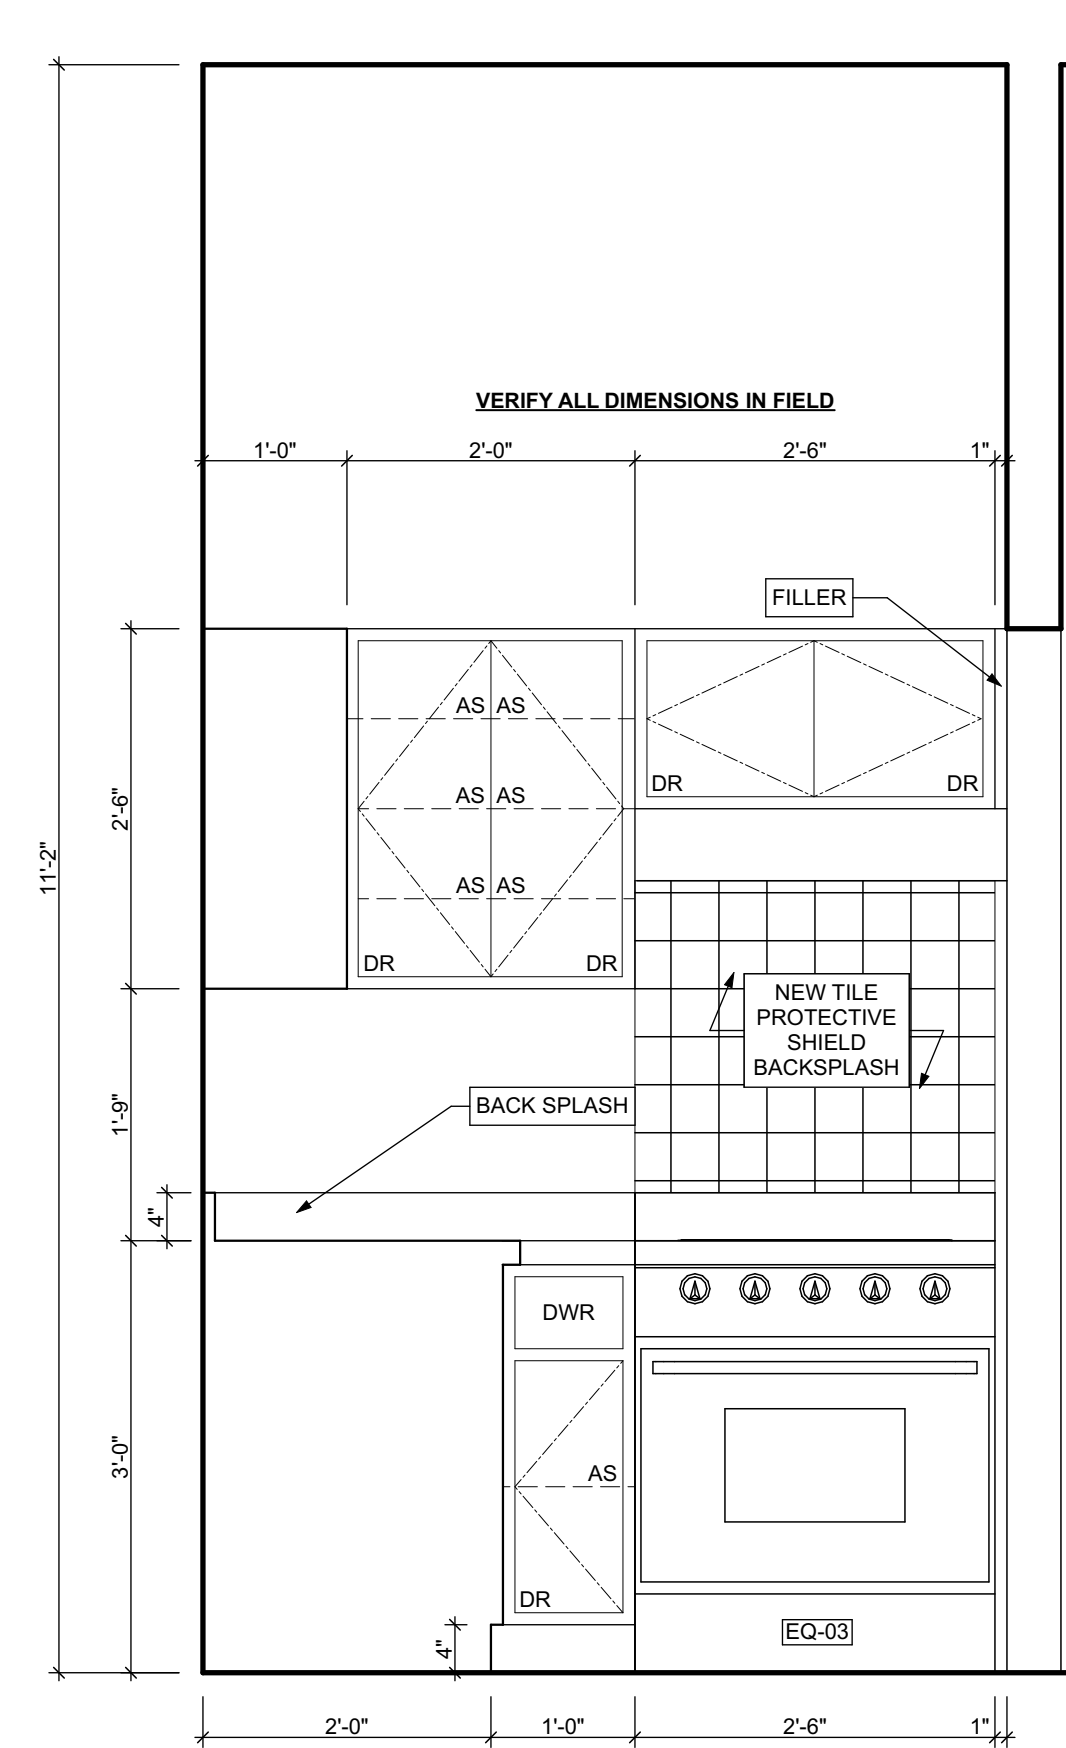 VERIFY ALL DIMENSIONS IN FIELD
1'-0"
2'-0"
2'-6"
1"
FILLER
AS AS
AS AS
AS AS
DR
DR
DR
DR
2'-6"
11'-2"
NEW TILE
PROTECTIVE
SHIELD
BACKSPLASH
BACK SPLASH
1'-9"
4"
DWR
AS
DR
3'-0"
4"
EQ-03
2'-0"
1'-0"
2'-6"
1"